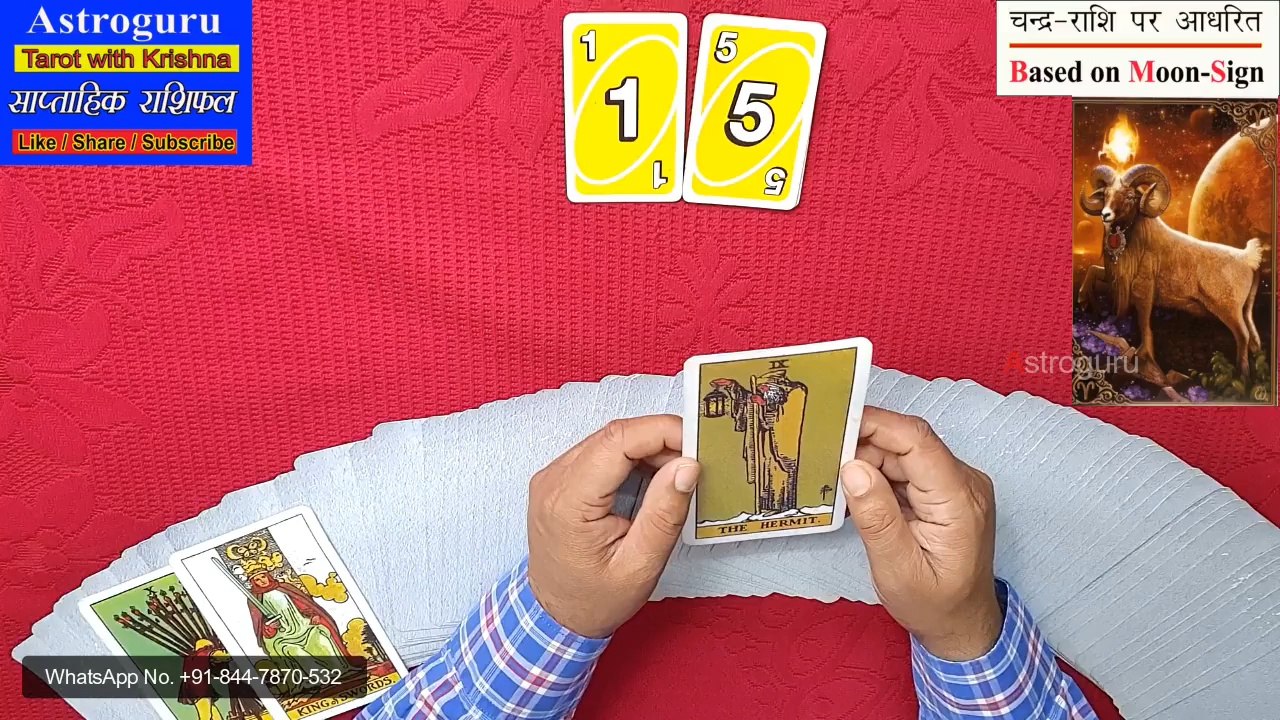 Astroguru
Tarot with Krishna
साप्ताहिक राशिफल
Like / Share / Subscribe
1
1
1
5
5
5
चन्द्र-राशि पर आधरित
Based on Moon-Sign
Astroguru
IX
THE HERMIT.
X
KING of SWORDS.
WhatsApp No. +91-844-7870-532